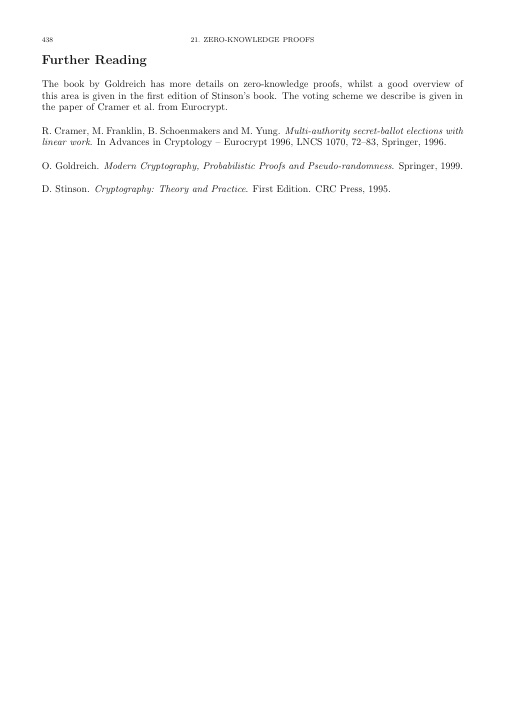 438 21. ZERO-KNOWLEDGE PROOFS
Further Reading
The book by Goldreich has more details on zero-knowledge proofs, whilst a good overview of
this area is given in the first edition of Stinson's book. The voting scheme we describe is given in
the paper of Cramer et al. from Eurocrypt.
R. Cramer, M. Franklin, B. Schoenmakers and M. Yung. Multi-authority secret-ballot elections with
linear work. In Advances in Cryptology – Eurocrypt 1996, LNCS 1070, 72–83, Springer, 1996.
O. Goldreich. Modern Cryptography, Probabilistic Proofs and Pseudo-randomness. Springer, 1999.
D. Stinson. Cryptography: Theory and Practice. First Edition. CRC Press, 1995.